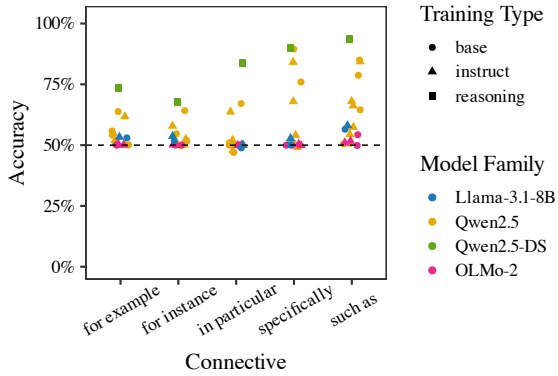 100%
75%
50%
25%
0%
Accuracy
for example
for instance
in particular
specifically
such as
Connective
Training Type
base
instruct
reasoning
Model Family
Llama-3.1-8B
Qwen2.5
Qwen2.5-DS
OLMo-2